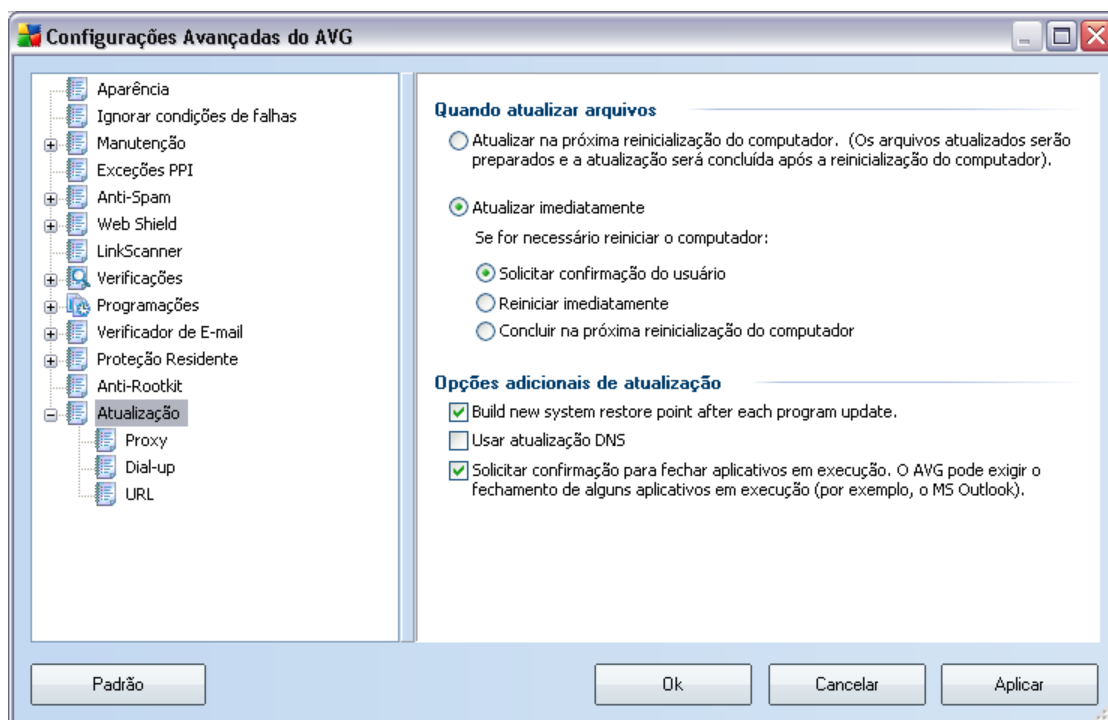 Configurações Avançadas do AVG
Aparência
Ignorar condições de falhas
Manutenção
Exceções PPI
Anti-Spam
Web Shield
LinkScanner
Verificações
Programações
Verificador de E-mail
Proteção Residente
Anti-Rootkit
Atualização
Proxy
Dial-up
URL
Quando atualizar arquivos
Atualizar na próxima reinicialização do computador. (Os arquivos atualizados serão
preparados e a atualização será concluída após a reinicialização do computador).
Atualizar imediatamente
Se for necessário reiniciar o computador:
Solicitar confirmação do usuário
Reiniciar imediatamente
Concluir na próxima reinicialização do computador
Opções adicionais de atualização
Build new system restore point after each program update.
Usar atualização DNS
Solicitar confirmação para fechar aplicativos em execução. O AVG pode exigir o
fechamento de alguns aplicativos em execução (por exemplo, o MS Outlook).
Padrão
Ok
Cancelar
Aplicar